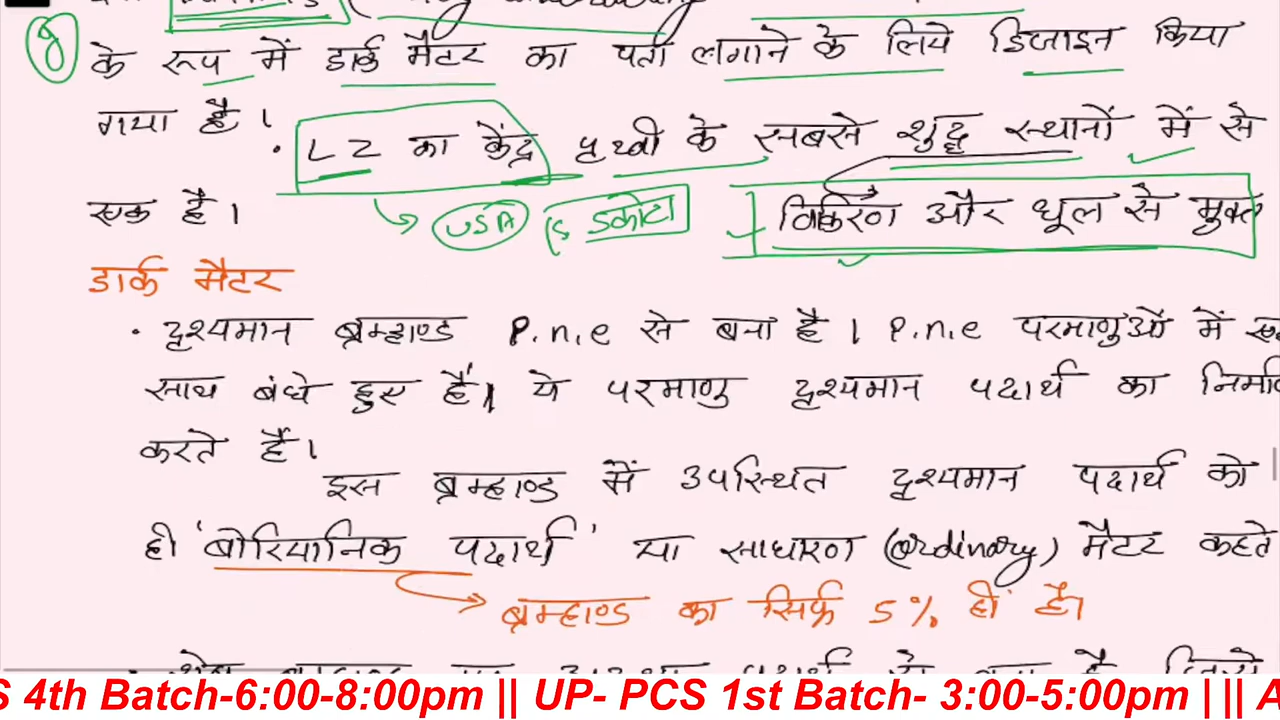 के रूप में डार्क मैटर का पता लगाने के लिये डिजाइन किया
गया है ।
. LZ का केंद्र पृथ्वी के सबसे शुद्ध स्थानों में से
एक है ।
USA डकोटा विकिरण और धूल से मुक्त
डार्क मैटर
. दृश्यमान ब्रम्हाण्ड P.n.e से बना है । P.n.e परमाणुओं में
साथ बंधे हुए हैं। ये परमाणु दृश्यमान पदार्थ का
करते हैं ।
इस ब्रम्हाण्ड में उपस्थित दृश्यमान पदार्थ को
ही 'बोरियानिक पदार्थ' या साधारण (ordinary) मैटर कहते
ब्रम्हाण्ड का सिर्फ 5% ही है।
S 4th Batch-6:00-8:00pm || UP- PCS 1st Batch- 3:00-5:00pm | || A